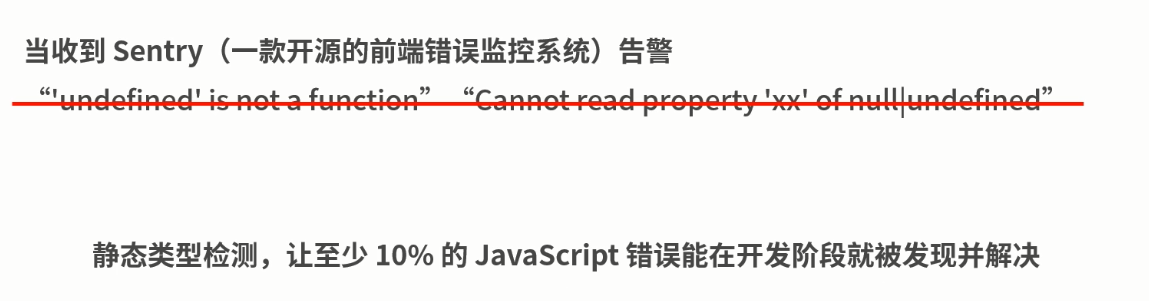 当收到 Sentry（一款开源的前端错误监控系统）告警
“'undefined' is not a function” “Cannot read property 'xx' of null|undefined”
静态类型检测，让至少 10% 的 JavaScript 错误能在开发阶段就被发现并解决